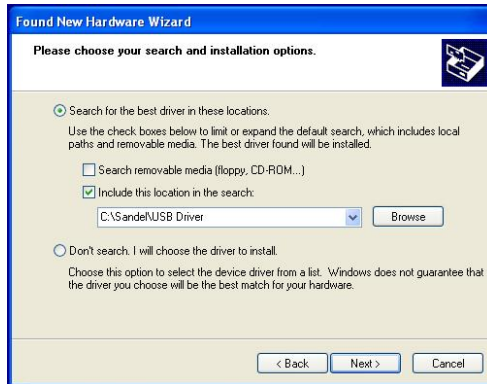 Found New Hardware Wizard
Please choose your search and installation options.
Search for the best driver in these locations.
Use the check boxes below to limit or expand the default search, which includes local
paths and removable media. The best driver found will be installed.
Search removable media (floppy, CD-ROM...)
Include this location in the search:
C:\Sandel\USB Driver
Browse
Don't search. I will choose the driver to install.
Choose this option to select the device driver from a list. Windows does not guarantee that
the driver you choose will be the best match for your hardware.
< Back
Next >
Cancel